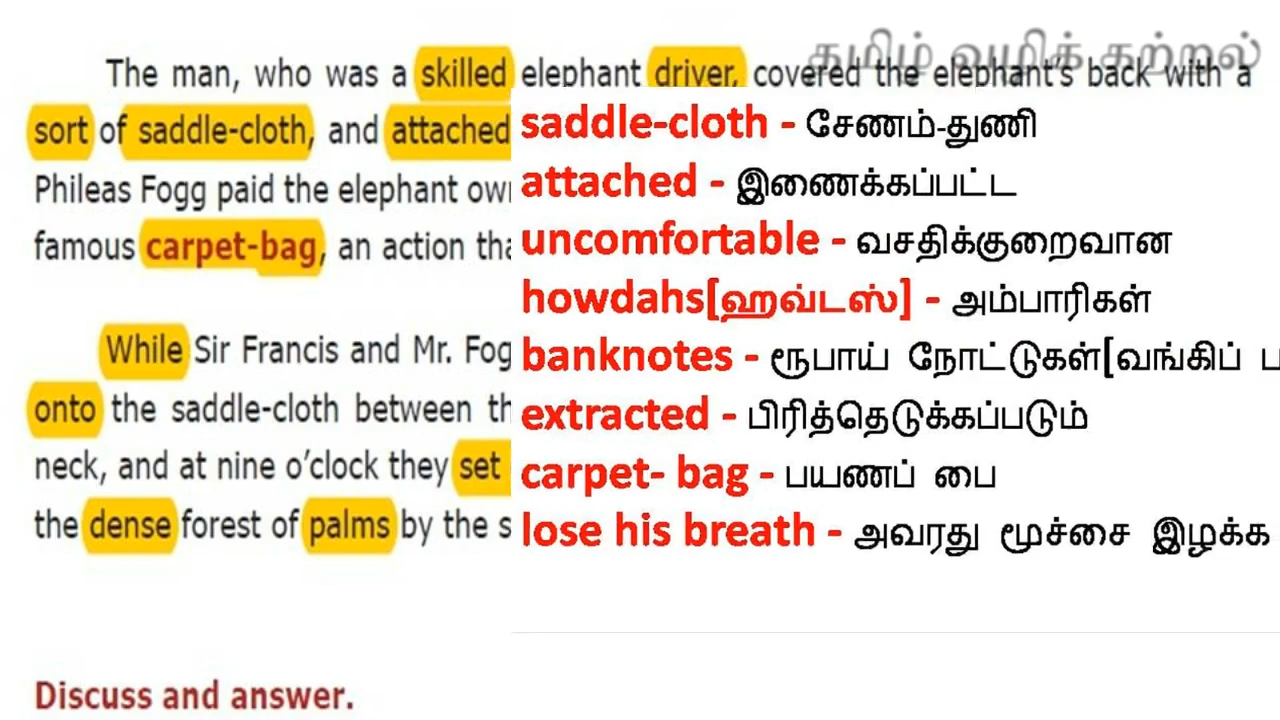 தமிழ் வழிக் கற்றல்
The man, who was a skilled elephant driver, covered the elephant's back with a
sort of saddle-cloth, and attached
Phileas Fogg paid the elephant
famous carpet-bag, an action
While Sir Francis and Mr.
onto the saddle-cloth between
neck, and at nine o'clock they set
the dense forest of palms by the
saddle-cloth - சேணம்-துணி
attached - இணைக்கப்பட்ட
uncomfortable - வசதிக்குறைவான
howdahs[ஹவ்டஸ்] - அம்பாரிகள்
banknotes - ரூபாய் நோட்டுகள்[வங்கிப்
extracted - பிரித்தெடுக்கப்படும்
carpet- bag - பயணப் பை
lose his breath - அவரது மூச்சை இழக்க
Discuss and answer.